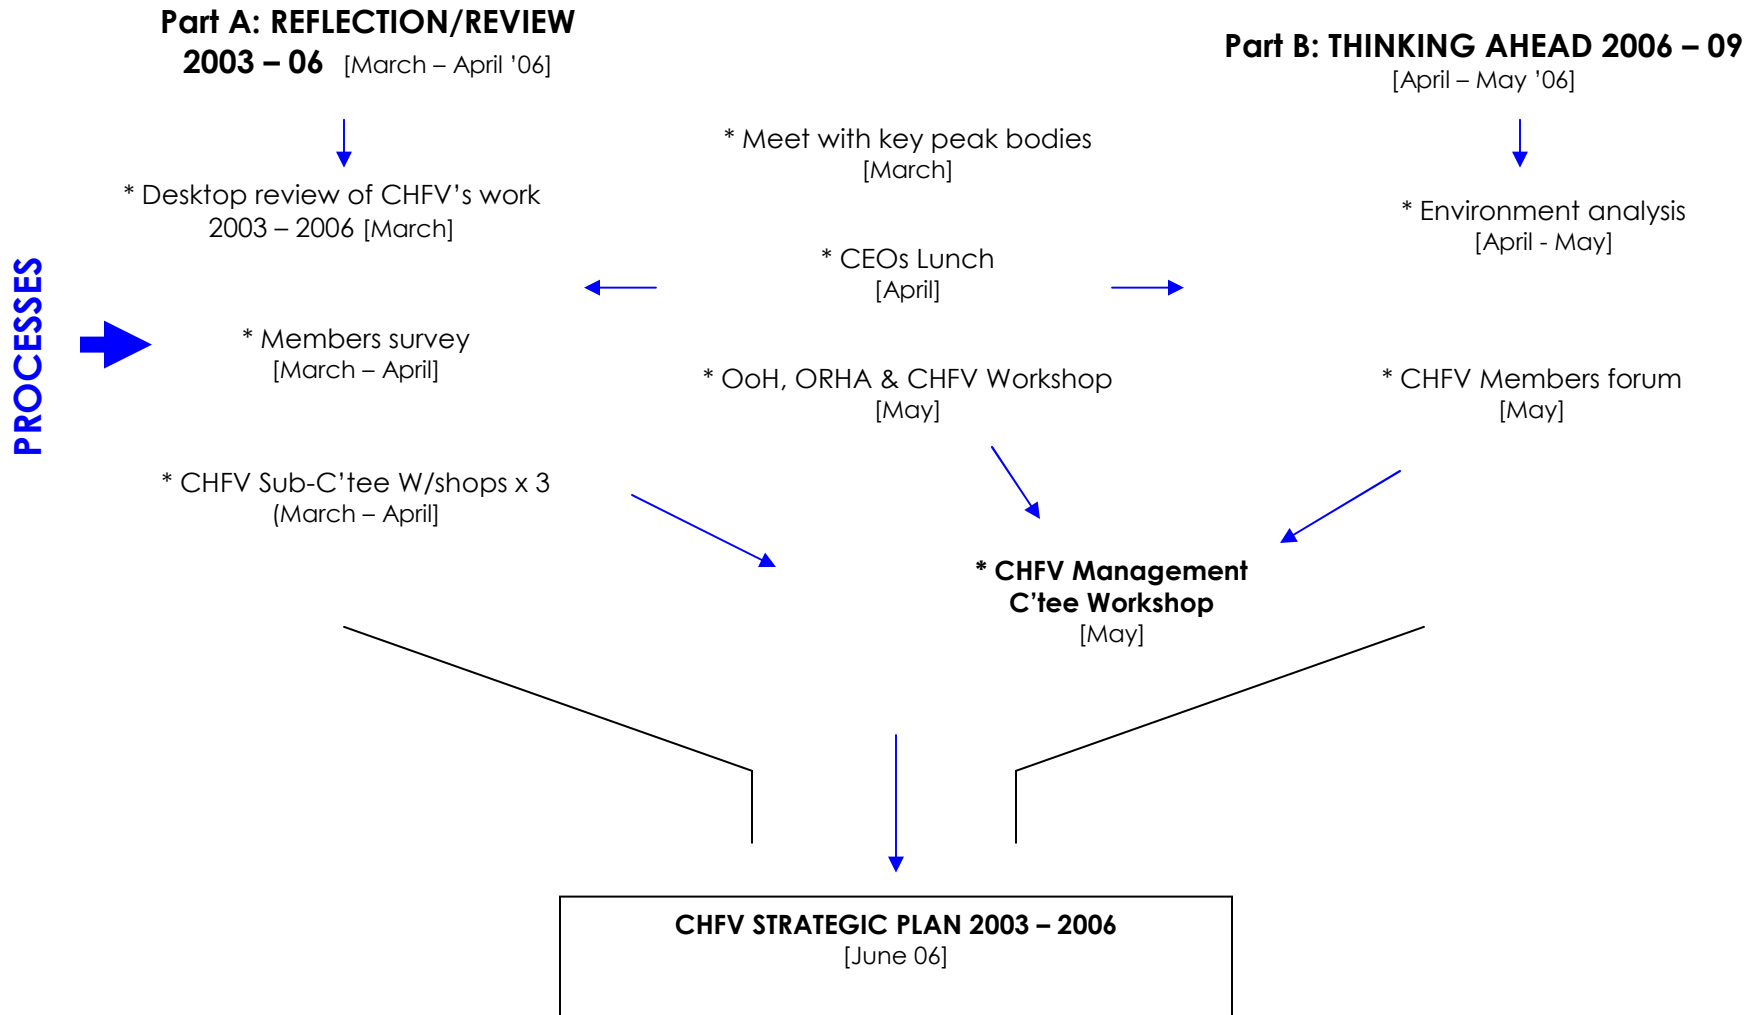 Part A: REFLECTION/REVIEW
2003 – 06 [March – April '06]
Part B: THINKING AHEAD 2006 – 09
[April – May '06]
PROCESSES
* Desktop review of CHFV's work
2003 – 2006 [March]
* Members survey
[March – April]
* CHFV Sub-C'tee W/shops x 3
(March – April]
* Meet with key peak bodies
[March]
* CEOs Lunch
[April]
* OoH, ORHA & CHFV Workshop
[May]
* Environment analysis
[April - May]
* CHFV Members forum
[May]
* CHFV Management
C'tee Workshop
[May]
CHFV STRATEGIC PLAN 2003 – 2006
[June 06]